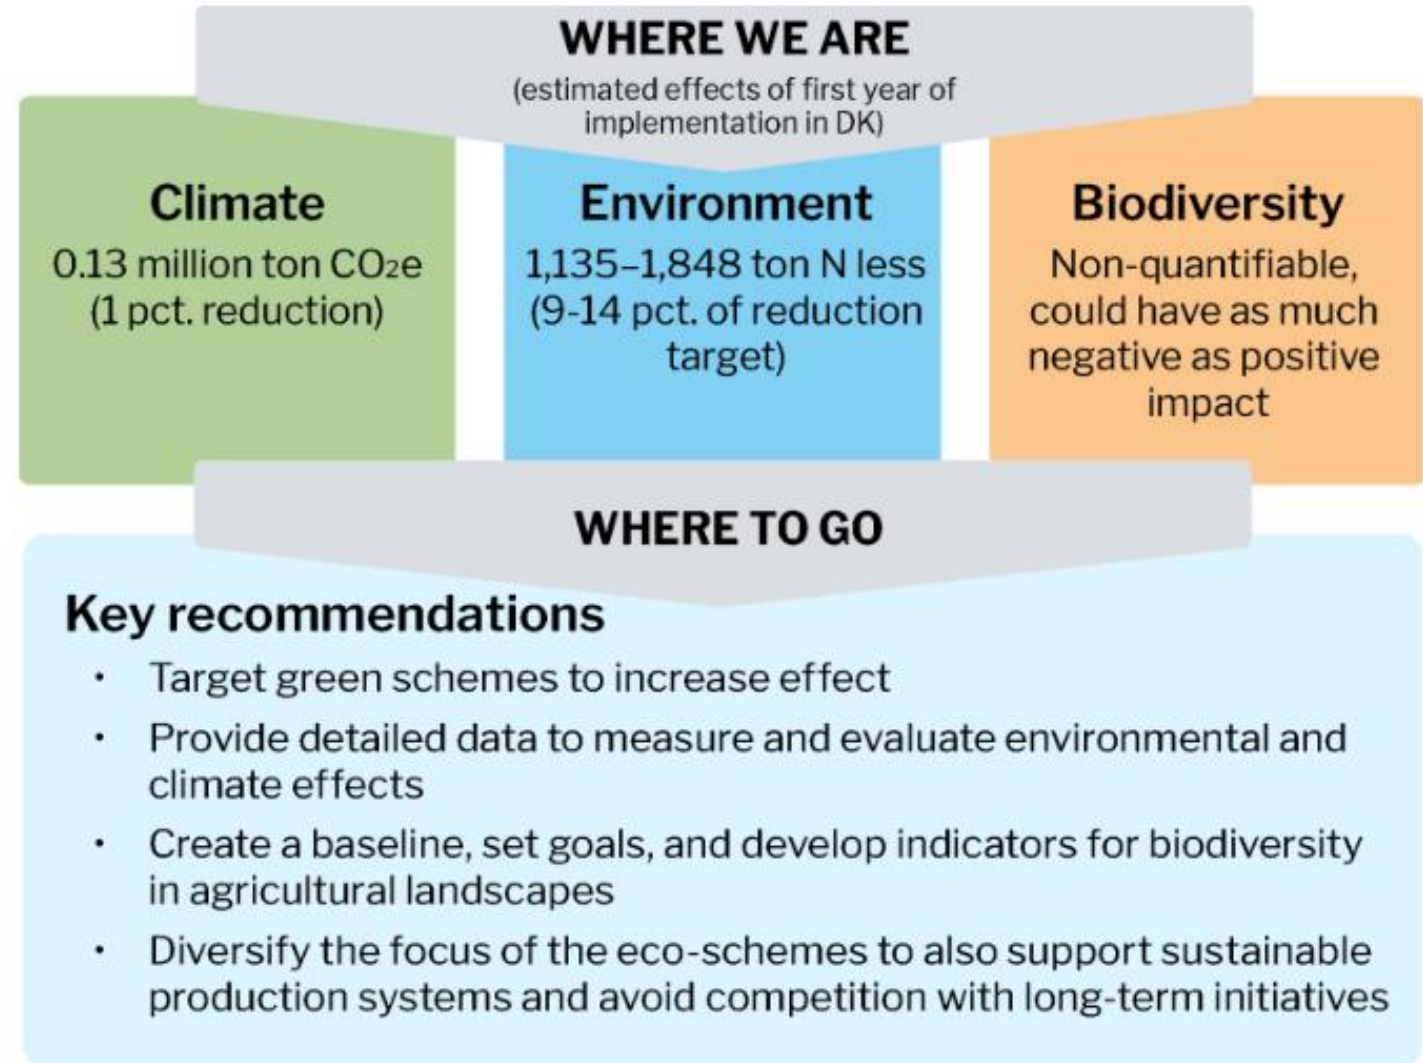 WHERE WE ARE
(estimated effects of first year of
implementation in DK)
Climate
0.13 million ton CO₂e
(1 pct. reduction)
Environment
1,135–1,848 ton N less
(9-14 pct. of reduction
target)
Biodiversity
Non-quantifiable,
could have as much
negative as positive
impact
WHERE TO GO
Key recommendations
• Target green schemes to increase effect
• Provide detailed data to measure and evaluate environmental and
climate effects
• Create a baseline, set goals, and develop indicators for biodiversity
in agricultural landscapes
• Diversify the focus of the eco-schemes to also support sustainable
production systems and avoid competition with long-term initiatives